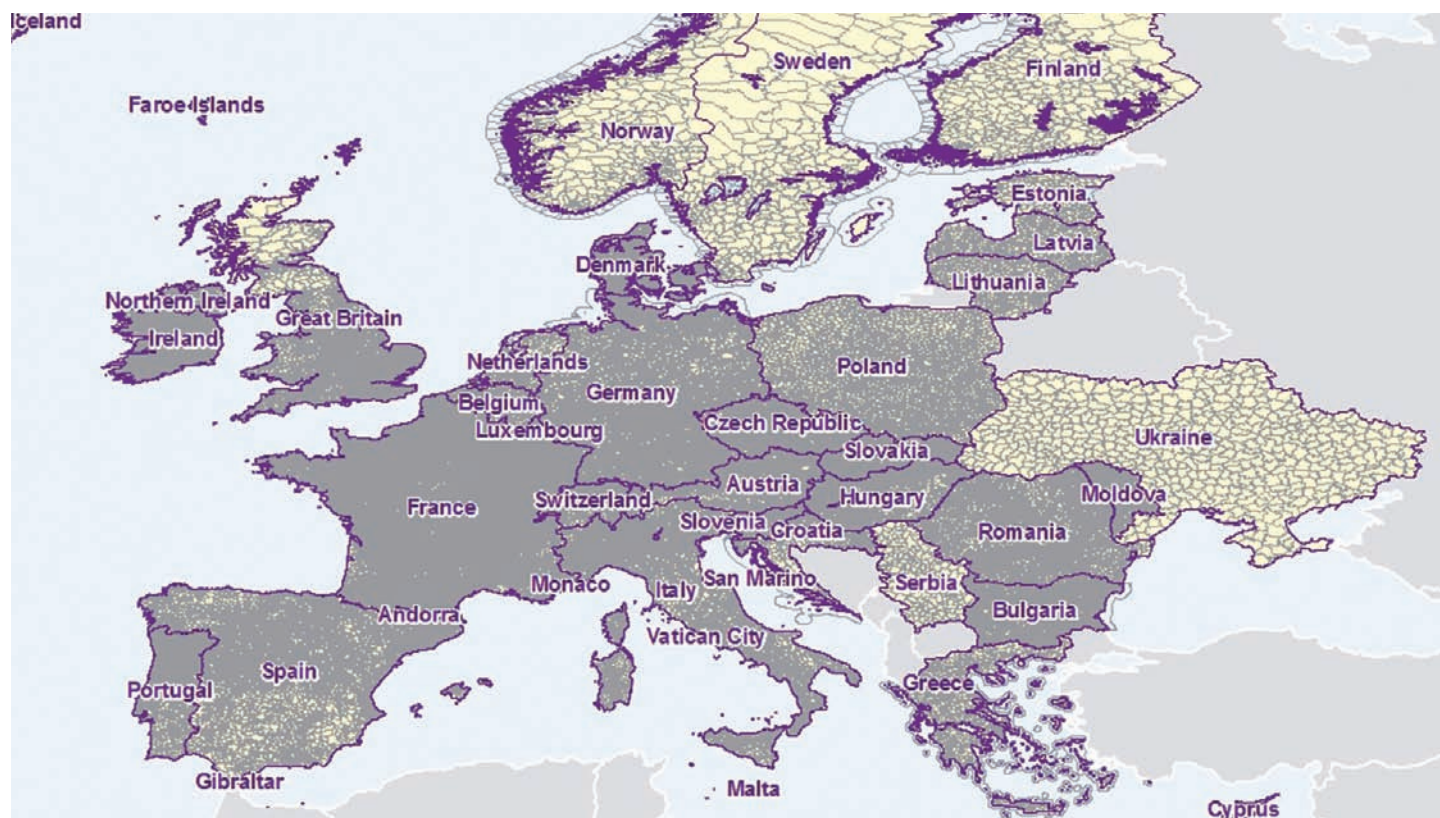 Iceland
Sweden
Finland
Faroe Islands
Norway
Estonia
Latvia
Denmark
Lithuania
Northern Ireland
Great Britain
Ireland
Netherlands
Poland
Germany
Belgium
Czech Republic
Luxembourg
Ukraine
Slovakia
Austria
Switzerland
Hungary
Moldova
France
Slovenia
Croatia
Romania
Monaco
San Marino
Italy
Serbia
Andorra
Bulgaria
Vatican City
Spain
Portugal
Greece
Gibraltar
Malta
Cyprus